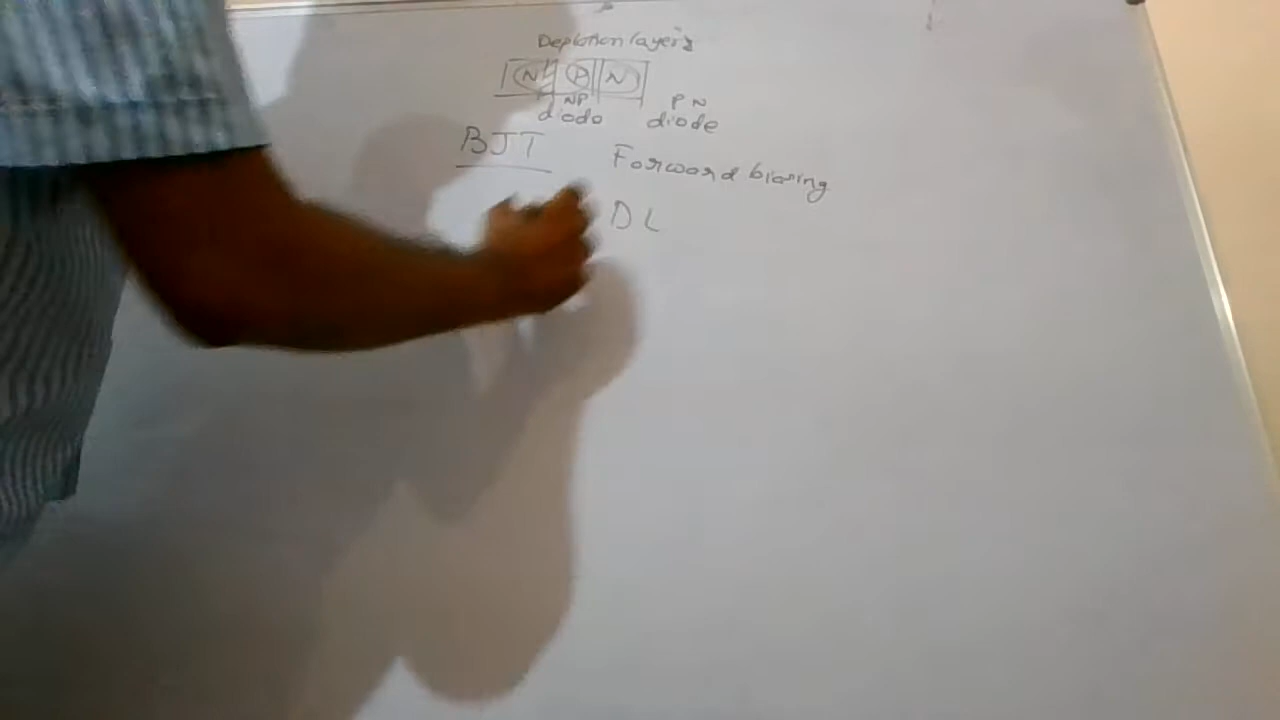 Depletion layers
N P N
NP PN
diode diode
BJT Forward biasing
DL